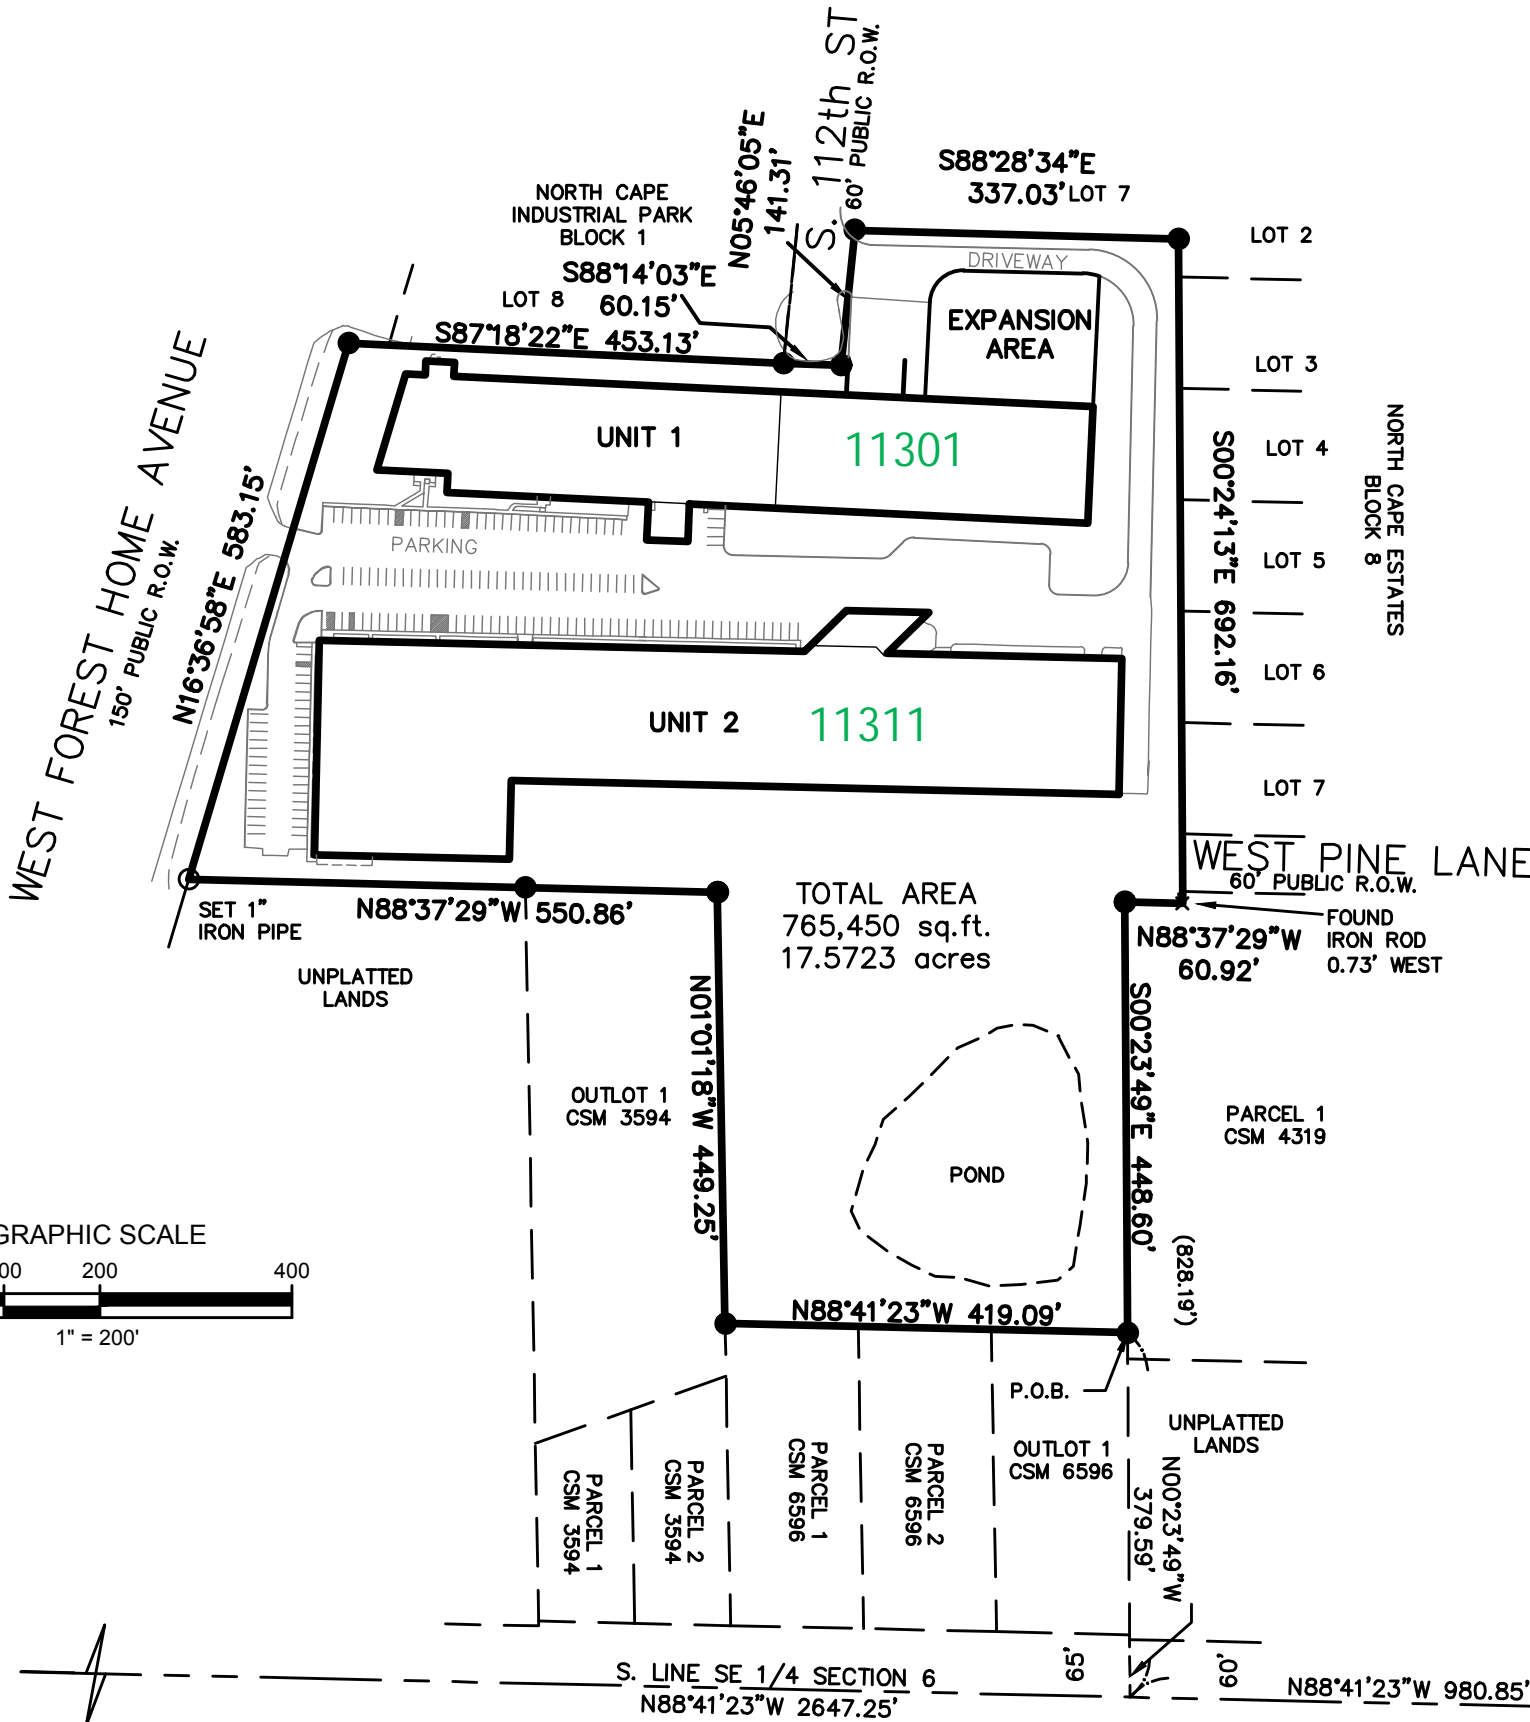 S. 112th ST
60' PUBLIC R.O.W.
N05°46'05"E
141.31'
S88°28'34"E
337.03'
LOT 7
NORTH CAPE
INDUSTRIAL PARK
BLOCK 1
LOT 2
S88°14'03"E
60.15'
LOT 8
DRIVEWAY
EXPANSION
AREA
S87°18'22"E 453.13'
LOT 3
WEST FOREST HOME AVENUE
150' PUBLIC R.O.W.
N16°36'58"E 583.15'
UNIT 1
11301
LOT 4
S00°24'13"E 692.16'
NORTH CAPE ESTATES
BLOCK 8
PARKING
LOT 5
LOT 6
UNIT 2
11311
LOT 7
WEST PINE LANE
60' PUBLIC R.O.W.
SET 1"
IRON PIPE
N88°37'29"W 550.86'
TOTAL AREA
765,450 sq.ft.
17.5723 acres
N88°37'29"W
60.92'
FOUND
IRON ROD
0.73' WEST
UNPLATTED
LANDS
N01°01'18"W 449.25'
S00°23'49"E 448.60'
OUTLOT 1
CSM 3594
PARCEL 1
CSM 4319
POND
(828.19')
GRAPHIC SCALE
00 200 400
1" = 200'
N88°41'23"W 419.09'
P.O.B.
UNPLATTED
LANDS
PARCEL 1
CSM 3594
PARCEL 2
CSM 3594
PARCEL 1
CSM 6596
PARCEL 2
CSM 6596
OUTLOT 1
CSM 6596
N00°23'49"W
379.59'
65'
60'
S. LINE SE 1/4 SECTION 6
N88°41'23"W 2647.25'
N88°41'23"W 980.85'